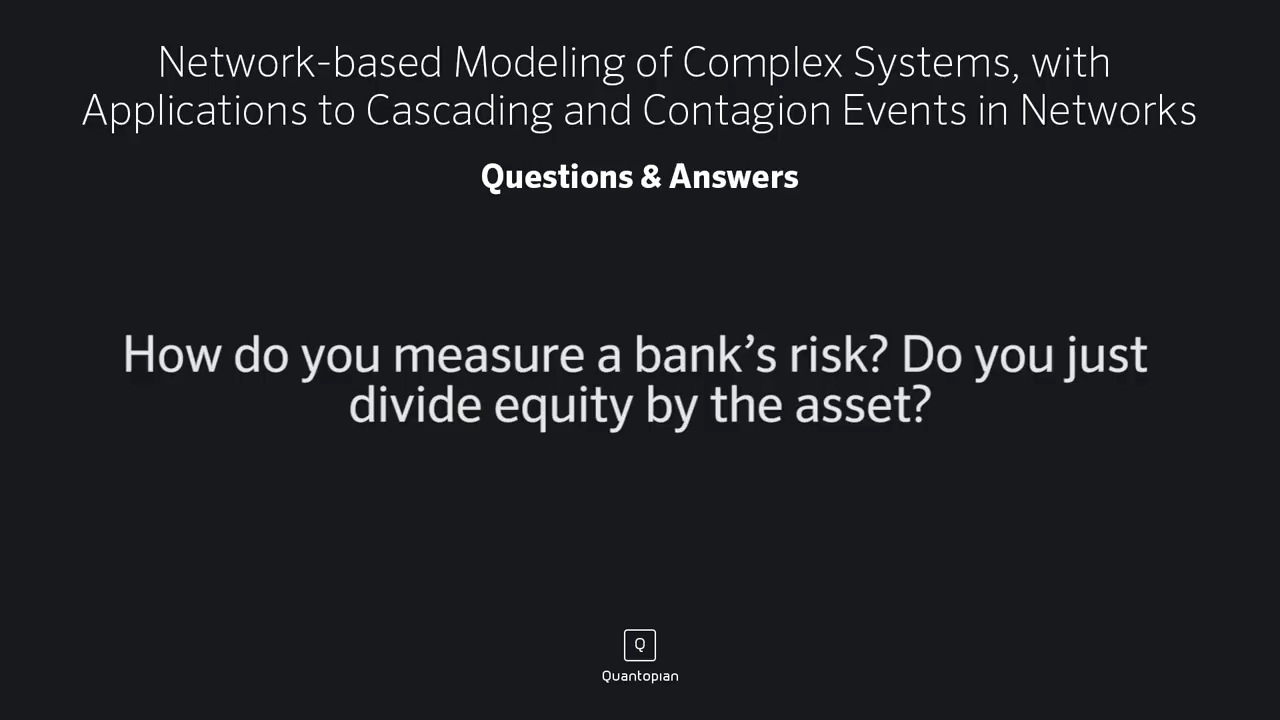 Network-based Modeling of Complex Systems, with
Applications to Cascading and Contagion Events in Networks
Questions & Answers
How do you measure a bank’s risk? Do you just
divide equity by the asset?
Q
Quantopian